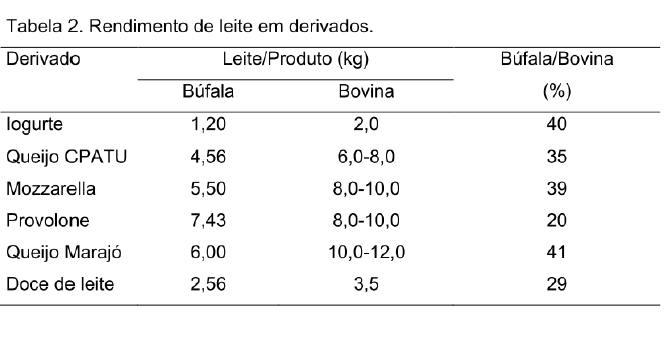 Tabela 2. Rendimento de leite em derivados.
Derivado Leite/Produto (kg) Búfala/Bovina
Búfala Bovina (%)
Iogurte 1,20 2,0 40
Queijo CPATU 4,56 6,0-8,0 35
Mozzarella 5,50 8,0-10,0 39
Provolone 7,43 8,0-10,0 20
Queijo Marajó 6,00 10,0-12,0 41
Doce de leite 2,56 3,5 29